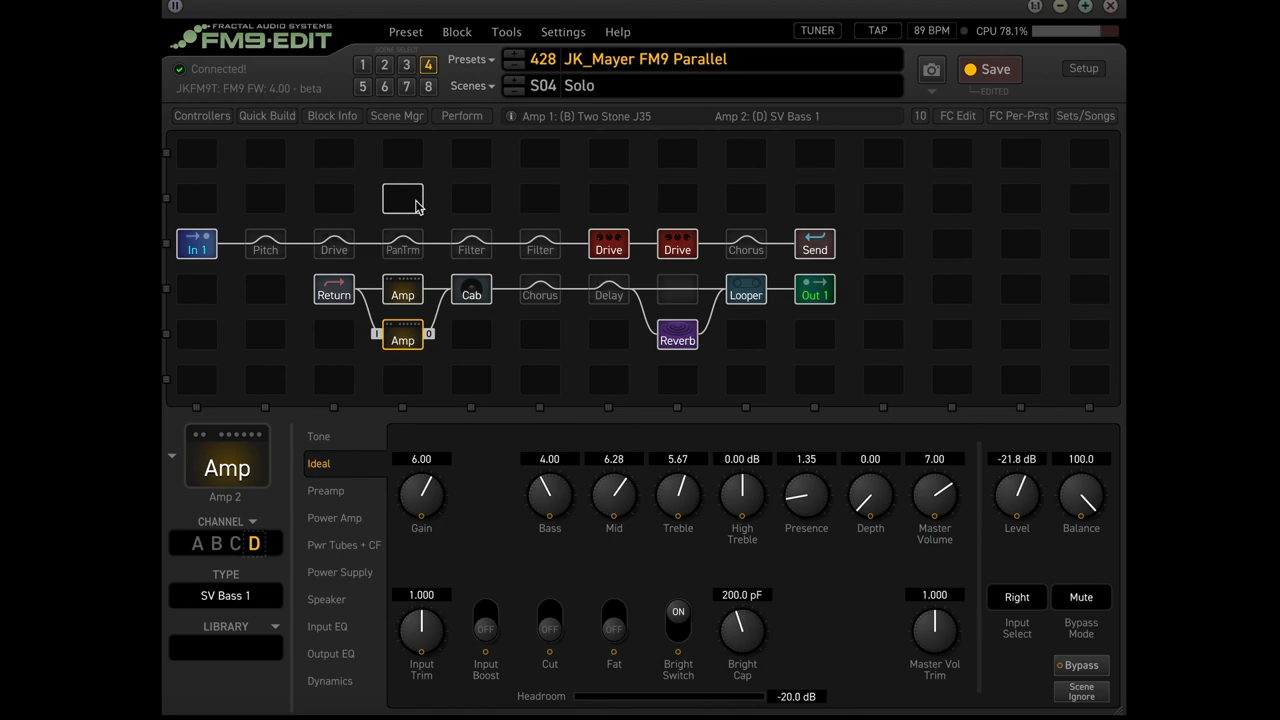 FRACTAL AUDIO SYSTEMS
FM9-EDIT
Preset Block Tools Settings Help
TUNER TAP 89 BPM CPU 78.1%
SCENE SELECT
1 2 3 4
5 6 7 8
Presets 428 JK_Mayer FM9 Parallel
Scenes S04 Solo
Save
EDITED
Setup
Connected!
JKFM9T: FM9 FW: 4.00 - beta
Controllers Quick Build Block Info Scene Mgr Perform Amp 1: (B) Two Stone J35 Amp 2: (D) SV Bass 1 10 FC Edit FC Per-Prst Sets/Songs
In 1 Pitch Drive PanTrm Filter Filter Drive Drive Chorus Send
Return Amp Cab Chorus Delay Looper Out 1
I Amp O Reverb
Amp
Amp 2
CHANNEL
A B C D
TYPE
SV Bass 1
LIBRARY
Tone
Ideal
Preamp
Power Amp
Pwr Tubes + CF
Power Supply
Speaker
Input EQ
Output EQ
Dynamics
6.00 4.00 6.28 5.67 0.00 dB 1.35 0.00 7.00 -21.8 dB 100.0
Gain Bass Mid Treble High Treble Presence Depth Master Volume Level Balance
1.000 ON 200.0 pF 1.000 Right Mute
OFF OFF OFF
Input Trim Input Boost Cut Fat Bright Switch Bright Cap Master Vol Trim Input Select Bypass Mode
Bypass
Scene Ignore
Headroom -20.0 dB